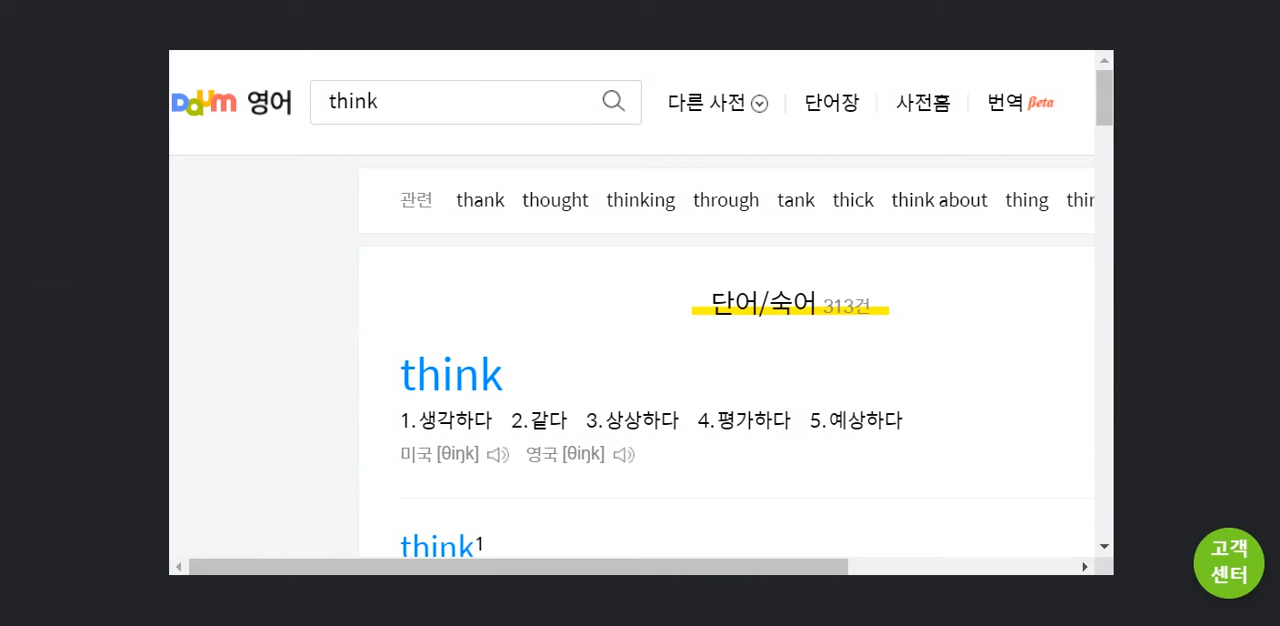 Daum 영어 think 다른 사전 단어장 사전홈 번역 Beta
관련 thank thought thinking through tank thick think about thing
단어/숙어 313건
think
1. 생각하다 2. 같다 3. 상상하다 4. 평가하다 5. 예상하다
미국 [θiŋk] 영국 [θiŋk]
think1
고객
센터